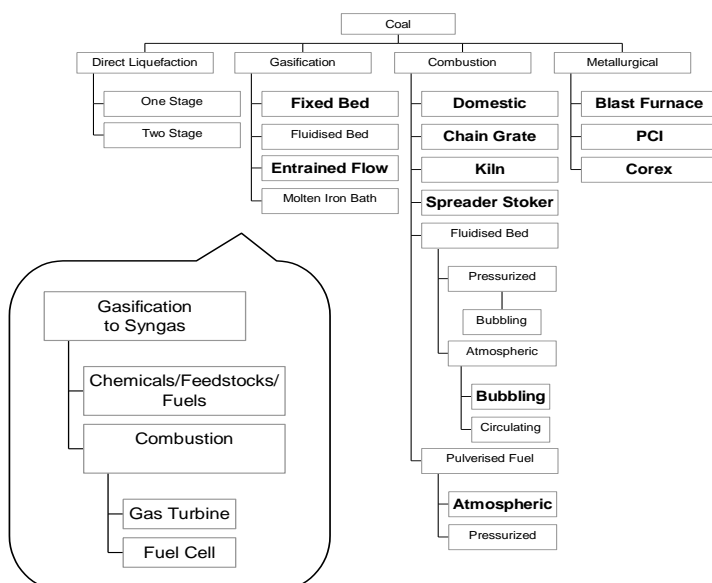 Coal
Direct Liquefaction
One Stage
Two Stage
Gasification
Fixed Bed
Fluidised Bed
Entrained Flow
Molten Iron Bath
Combustion
Domestic
Chain Grate
Kiln
Spreader Stoker
Fluidised Bed
Pressurized
Bubbling
Atmospheric
Bubbling
Circulating
Pulverised Fuel
Atmospheric
Pressurized
Metallurgical
Blast Furnace
PCI
Corex
Gasification
to Syngas
Chemicals/Feedstocks/
Fuels
Combustion
Gas Turbine
Fuel Cell